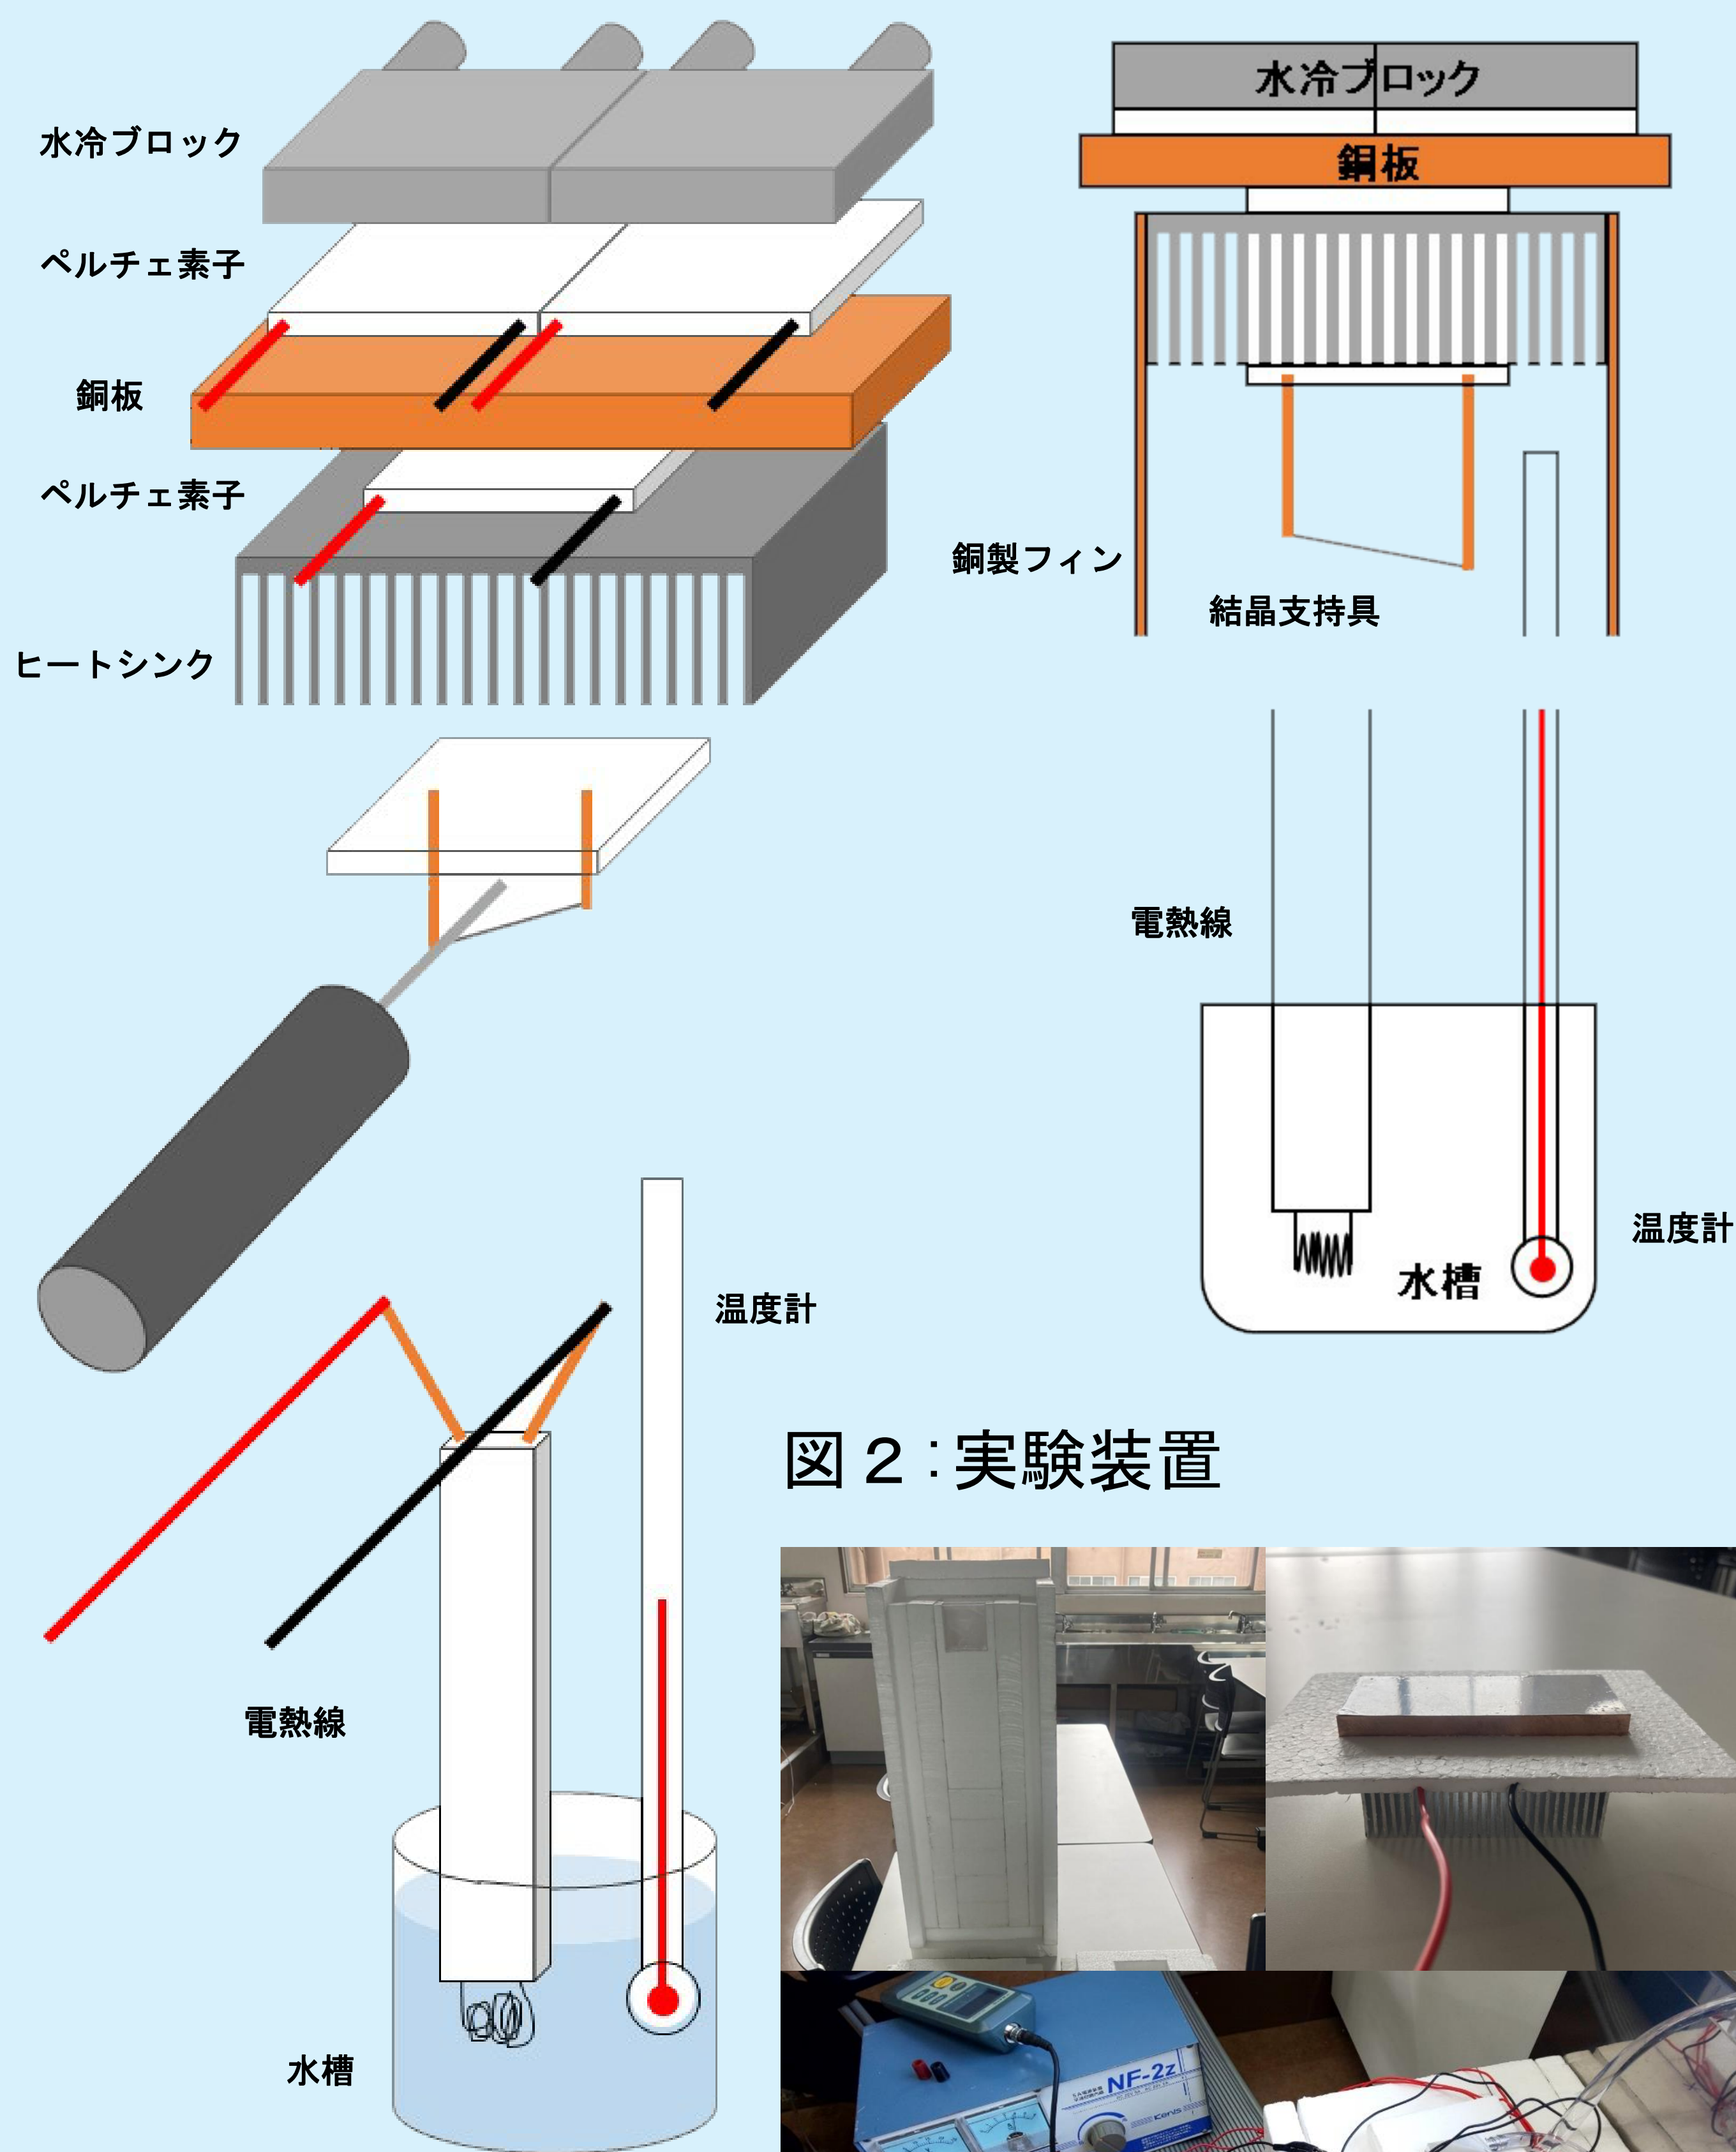 水冷ブロック
ペルチェ素子
銅板
ペルチェ素子
ヒートシンク
水冷ブロック
銅板
銅製フィン
結晶支持具
電熱線
水槽
温度計
温度計
電熱線
水槽
図２:実験装置
NF-2z
Kenis